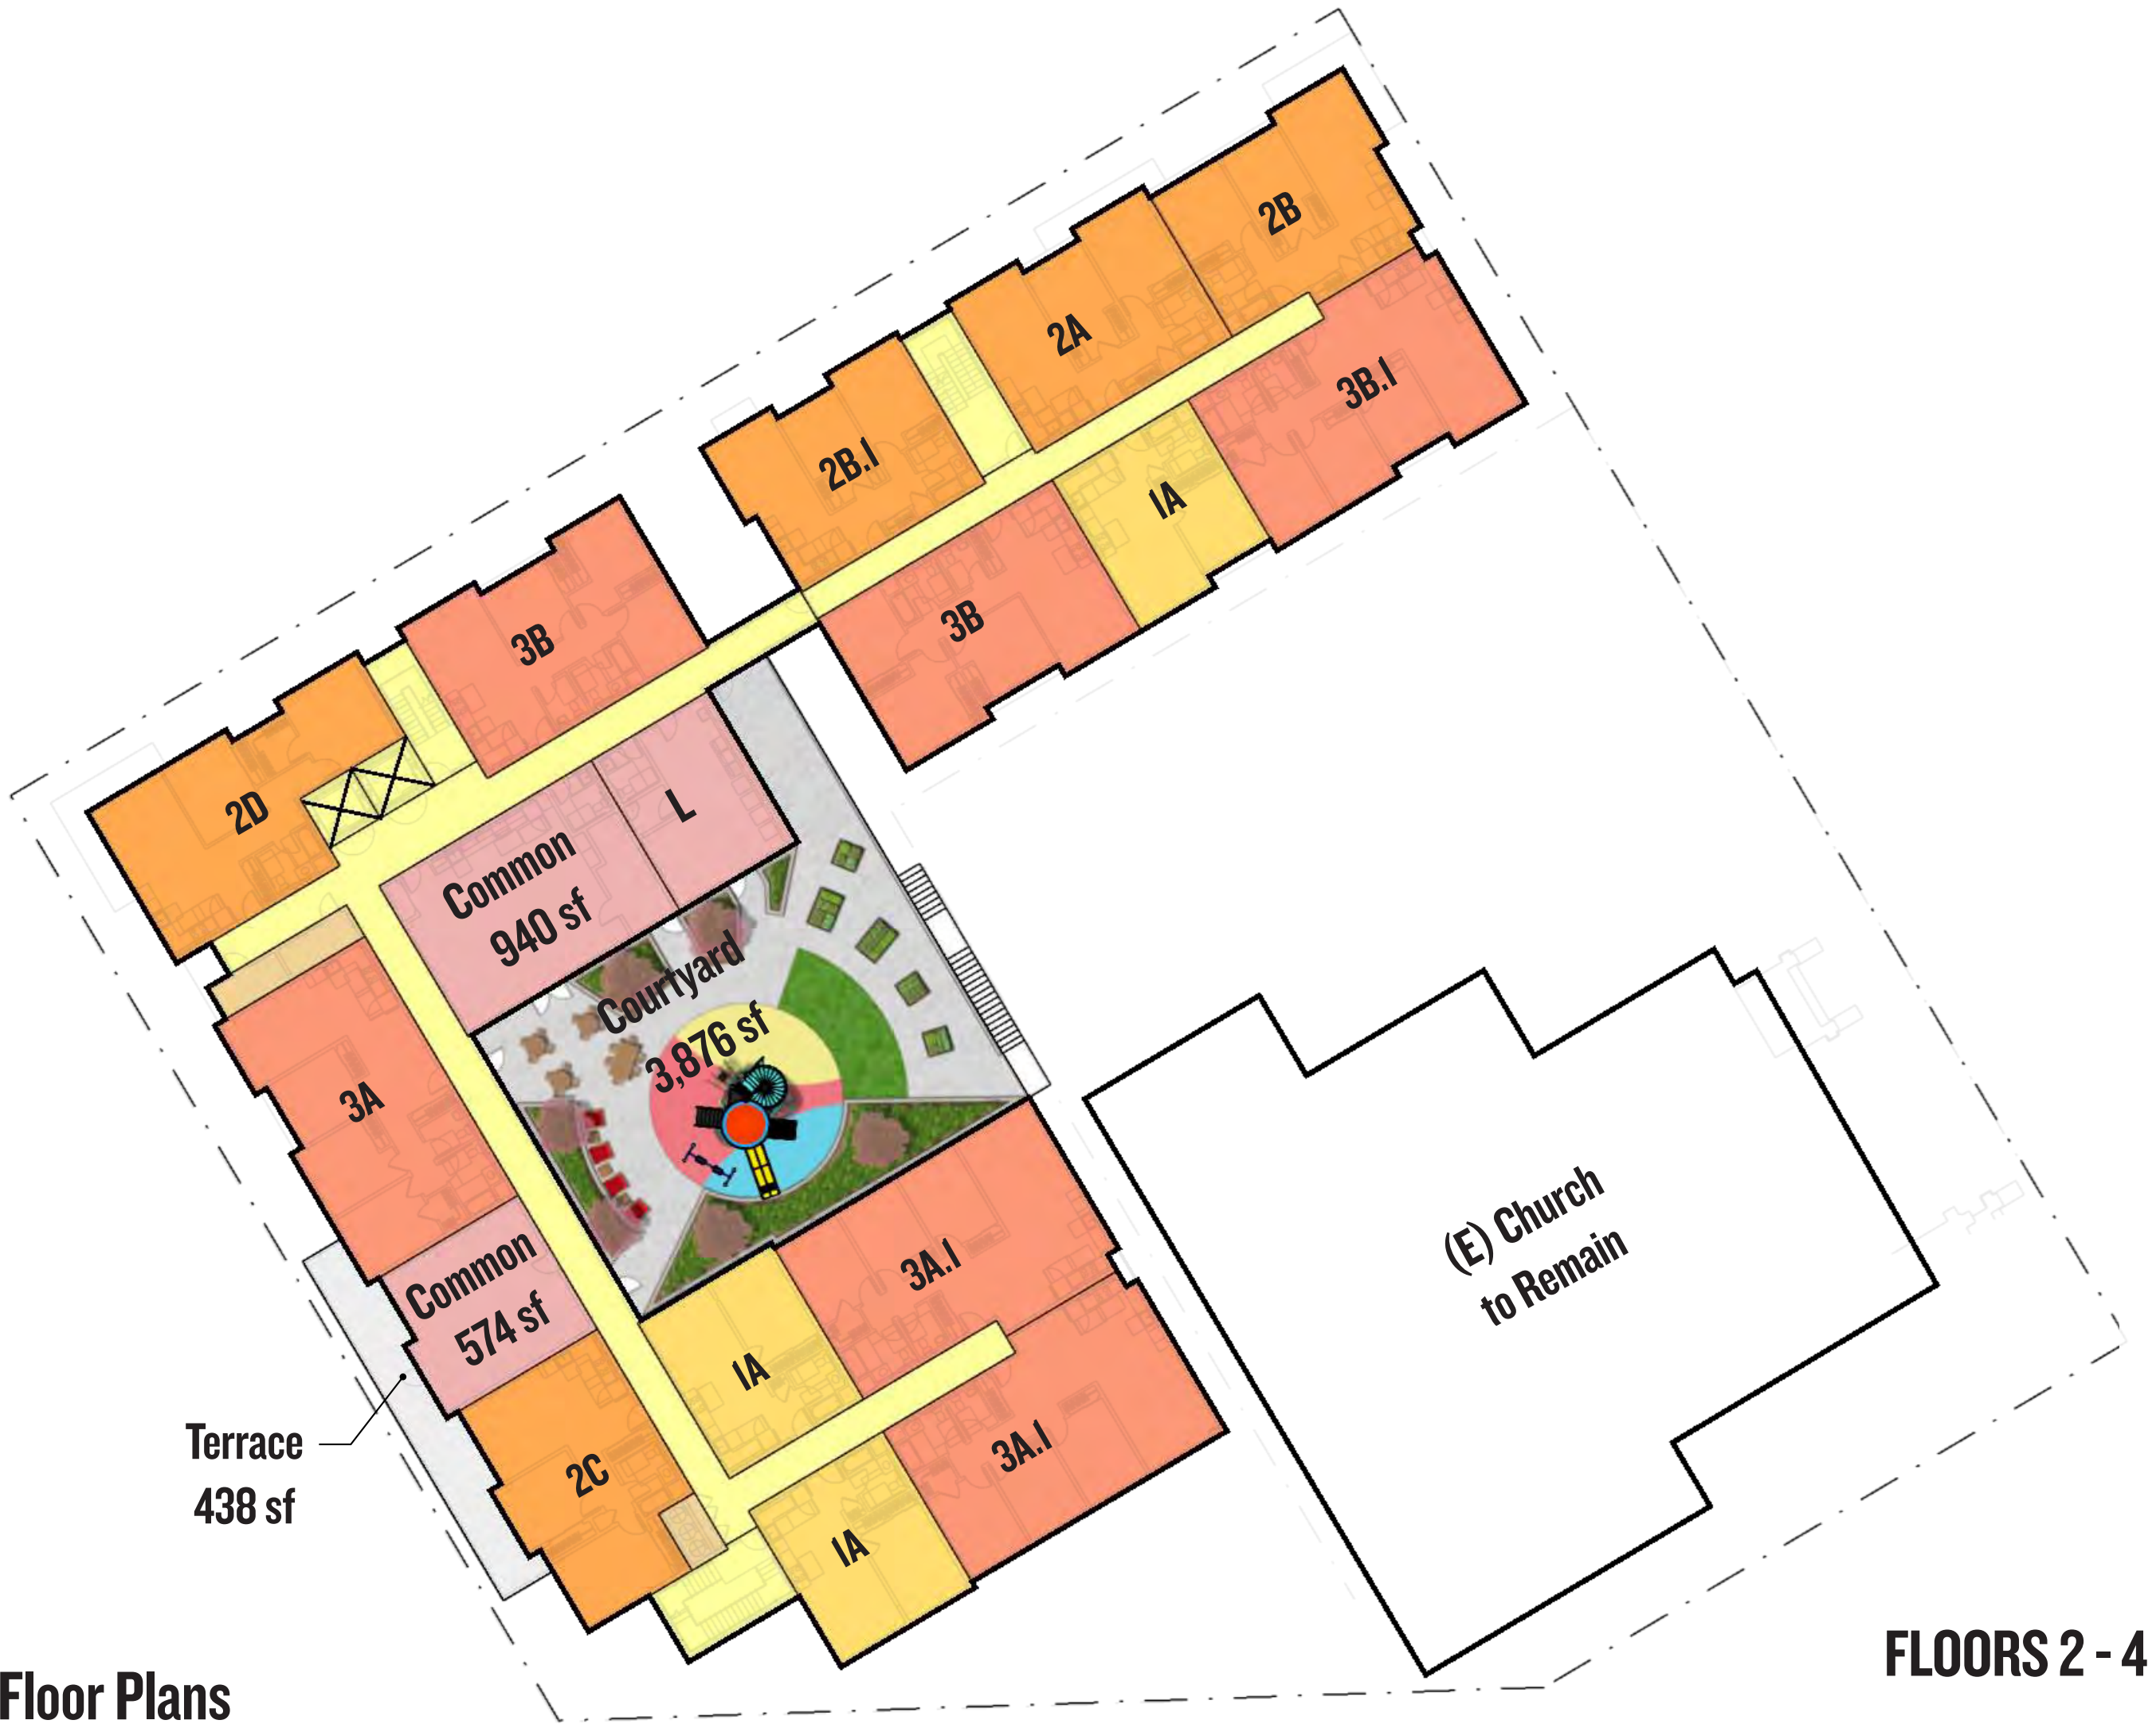 2B
2A
3B.1
2B.1
1A
3B
3B
2D
L
Common
940 sf
Courtyard
3,876 sf
3A
Common
574 sf
3A.1
1A
3A.1
2C
1A
Terrace
438 sf
(E) Church
to Remain
FLOORS 2 - 4
Floor Plans